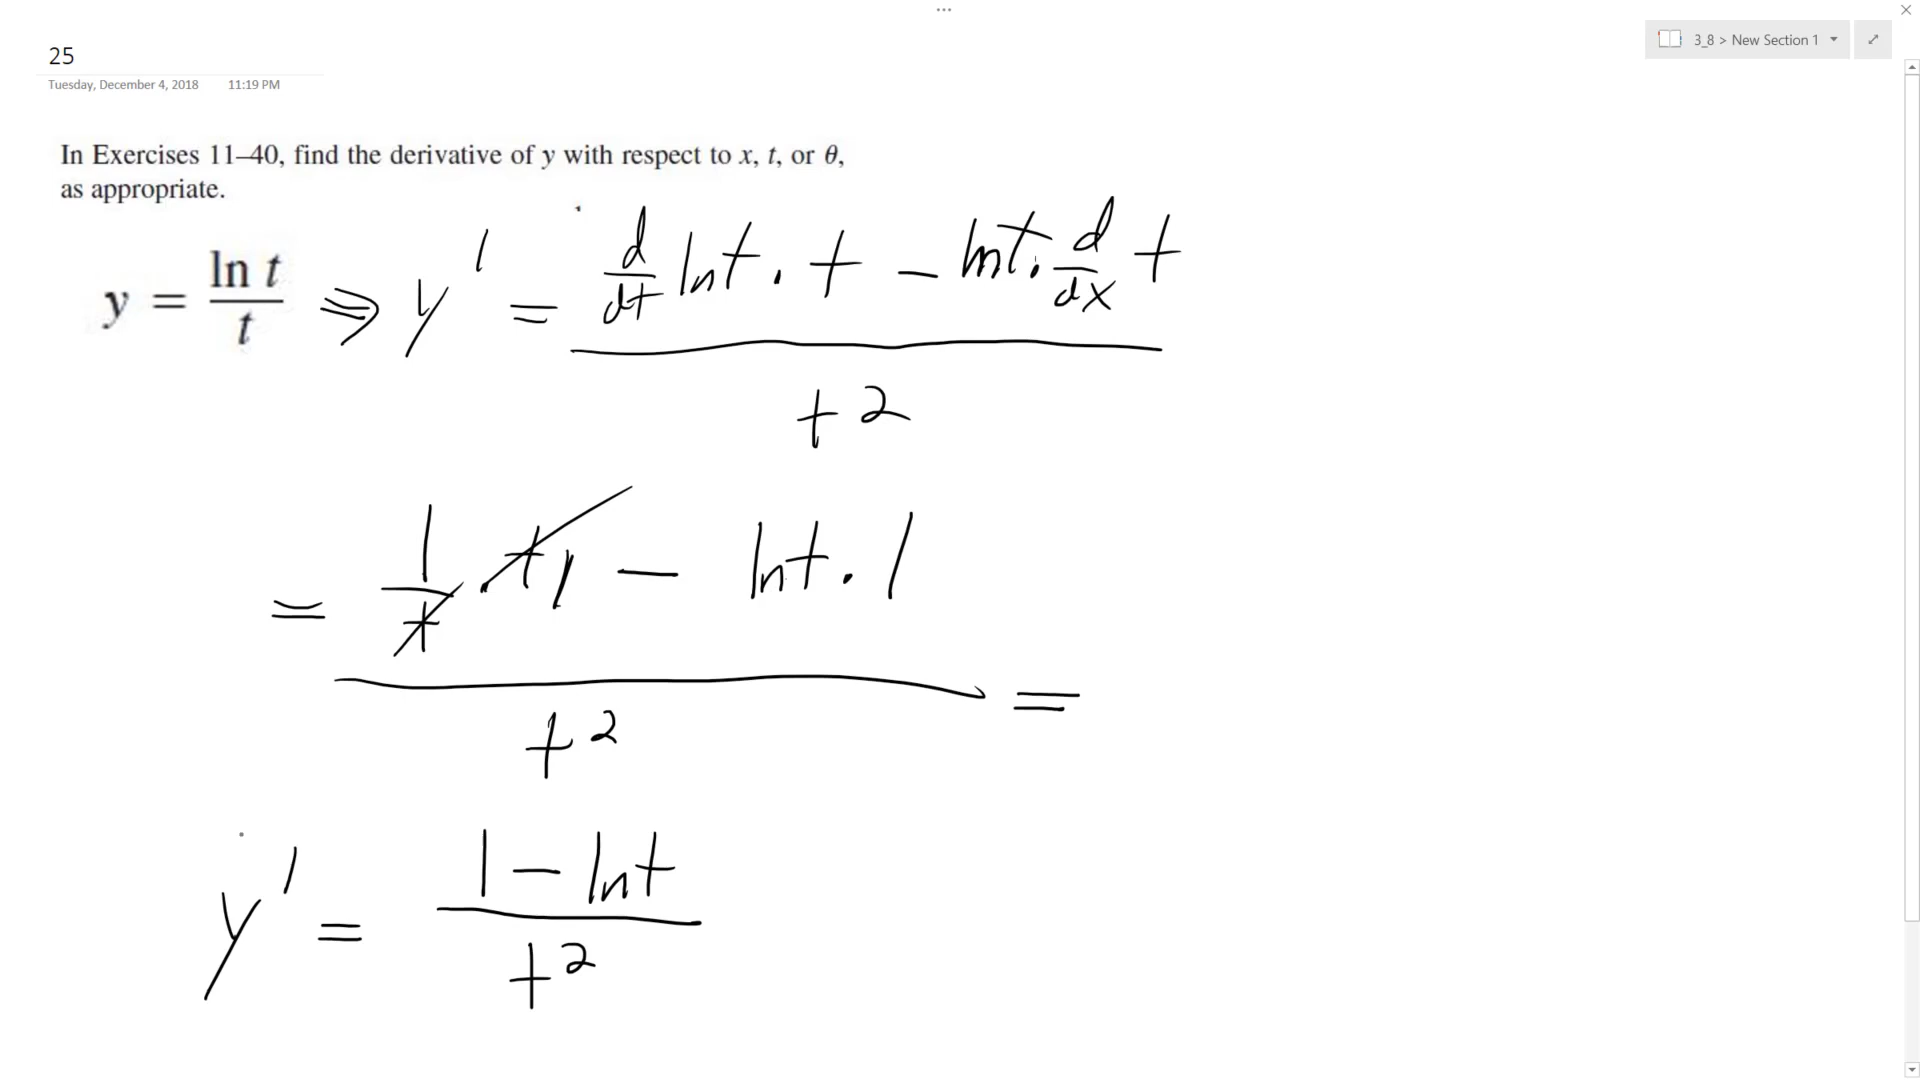 ...
3_8 > New Section 1
25
Tuesday, December 4, 2018 11:19 PM
In Exercises 11–40, find the derivative of y with respect to x, t, or θ,
as appropriate.
y = ln t / t ⇒ y' = (d/dt ln t · t − ln t · d/dx t) / t²
= (1/t · t 1 − ln t · 1) / t² =
y' = (1 − ln t) / t²